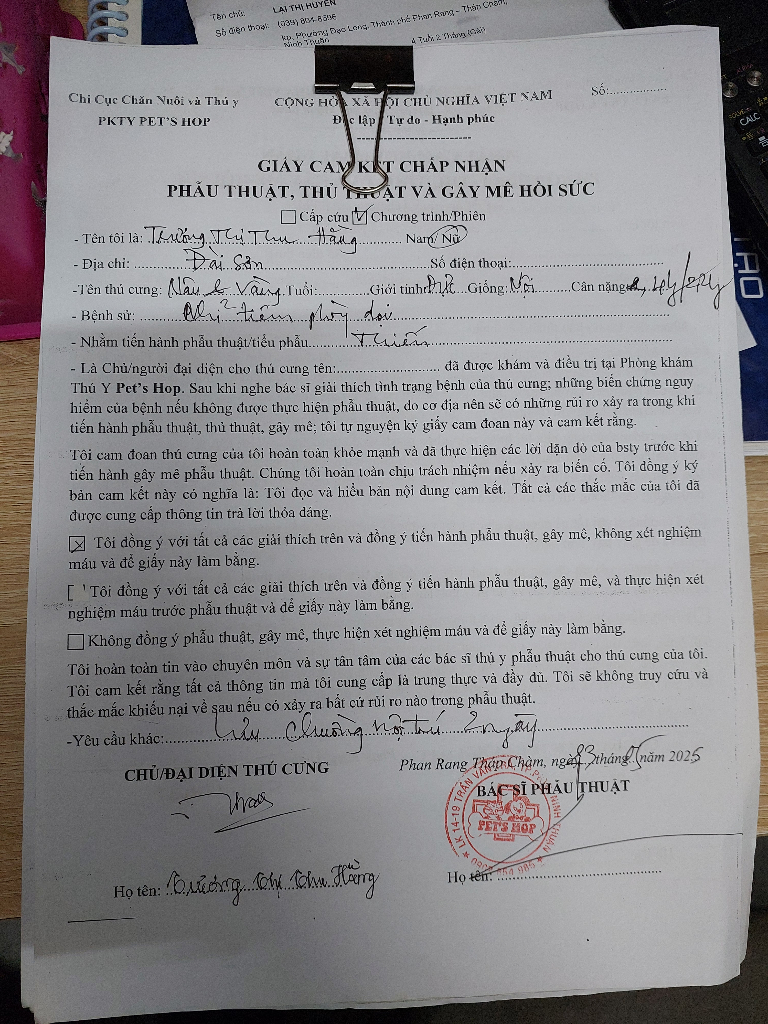 Tên chủ: LẠI THỊ HUYỀN
Số điện thoại: (039) 804-8596
kp, Phường Đạo Long, Thành phố Phan Rang - Tháp Chàm,
Ninh Thuận
4 Tuổi 2 Tháng (Gái)
Chi Cục Chăn Nuôi và Thú y CỘNG HÒA XÃ HỘI CHỦ NGHĨA VIỆT NAM Số:................
PKTY PET'S HOP Độc lập - Tự do - Hạnh phúc
GIẤY CAM KẾT CHẤP NHẬN
PHẪU THUẬT, THỦ THUẬT VÀ GÂY MÊ HỒI SỨC
☐ Cấp cứu ☑ Chương trình/Phiên
- Tên tôi là: Trương Thị Thu Hằng Nam/ Nữ
- Địa chỉ: Đài Sơn Số điện thoại:
-Tên thú cưng: Nâu & Vàng Tuổi: Giới tính: Đực Giống: Nội Cân nặng:
- Bệnh sử: tiêm phòng dại
- Nhằm tiến hành phẫu thuật/tiểu phẫu Thiến
- Là Chủ/người đại diện cho thú cưng tên:........................ đã được khám và điều trị tại Phòng khám
Thú Y Pet's Hop. Sau khi nghe bác sĩ giải thích tình trạng bệnh của thú cưng; những biến chứng nguy
hiểm của bệnh nếu không được thực hiện phẫu thuật, do cơ địa nên sẽ có những rủi ro xảy ra trong khi
tiến hành phẫu thuật, thủ thuật, gây mê; tôi tự nguyện ký giấy cam đoan này và cam kết rằng.
Tôi cam đoan thú cưng của tôi hoàn toàn khỏe mạnh và đã thực hiện các lời dặn dò của bsty trước khi
tiến hành gây mê phẫu thuật. Chúng tôi hoàn toàn chịu trách nhiệm nếu xảy ra biến cố. Tôi đồng ý ký
bản cam kết này có nghĩa là: Tôi đọc và hiểu bản nội dung cam kết. Tất cả các thắc mắc của tôi đã
được cung cấp thông tin trả lời thỏa đáng.
☒ Tôi đồng ý với tất cả các giải thích trên và đồng ý tiến hành phẫu thuật, gây mê, không xét nghiệm
máu và để giấy này làm bằng.
☐ Tôi đồng ý với tất cả các giải thích trên và đồng ý tiến hành phẫu thuật, gây mê, và thực hiện xét
nghiệm máu trước phẫu thuật và để giấy này làm bằng.
☐ Không đồng ý phẫu thuật, gây mê, thực hiện xét nghiệm máu và để giấy này làm bằng.
Tôi hoàn toàn tin vào chuyên môn và sự tận tâm của các bác sĩ thú y phẫu thuật cho thú cưng của tôi.
Tôi cam kết rằng tất cả thông tin mà tôi cung cấp là trung thực và đầy đủ. Tôi sẽ không truy cứu và
thắc mắc khiếu nại về sau nếu có xảy ra bất cứ rủi ro nào trong phẫu thuật.
-Yêu cầu khác: chuồng nội trú 2 ngày
Phan Rang Tháp Chàm, ngày 23 tháng 05 năm 2025
CHỦ/ĐẠI DIỆN THÚ CƯNG BÁC SĨ PHẪU THUẬT
PET'S HOP
Họ tên: Trương Thị Thu Hằng Họ tên: